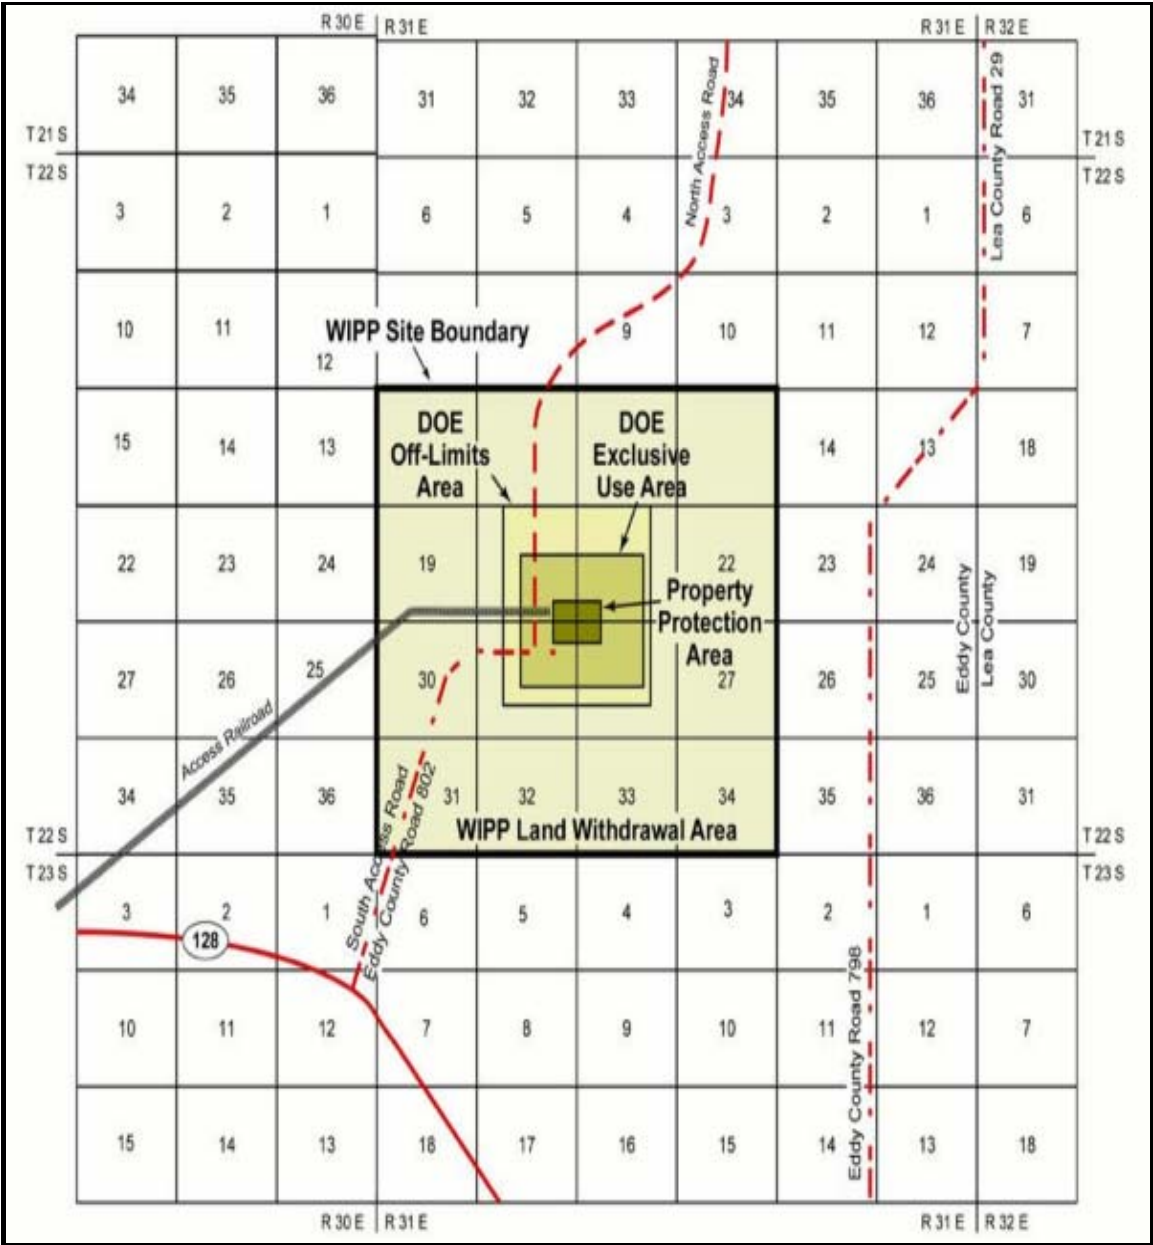 R 30 E R 31 E R 31 E R 32 E
34 35 36 31 32 33 34 35 36 31
North Access Road
Lea County Road 29
T 21 S T 21 S
T 22 S T 22 S
3 2 1 6 5 4 3 2 1 6
10 11 12 9 10 11 12 7
WIPP Site Boundary
15 14 13 14 13 18
DOE
Off-Limits
Area
DOE
Exclusive
Use Area
22 23 24 19 22 23 24 19
Property
Protection
Area
Eddy County
Lea County
27 26 25 30 27 26 25 30
Access Railroad
34 35 36 31 32 33 34 35 36 31
WIPP Land Withdrawal Area
South Access Road
Eddy County Road 802
T 22 S T 22 S
T 23 S T 23 S
3 2 1 6 5 4 3 2 1 6
128
Eddy County Road 798
10 11 12 7 8 9 10 11 12 7
15 14 13 18 17 16 15 14 13 18
R 30 E R 31 E R 31 E R 32 E